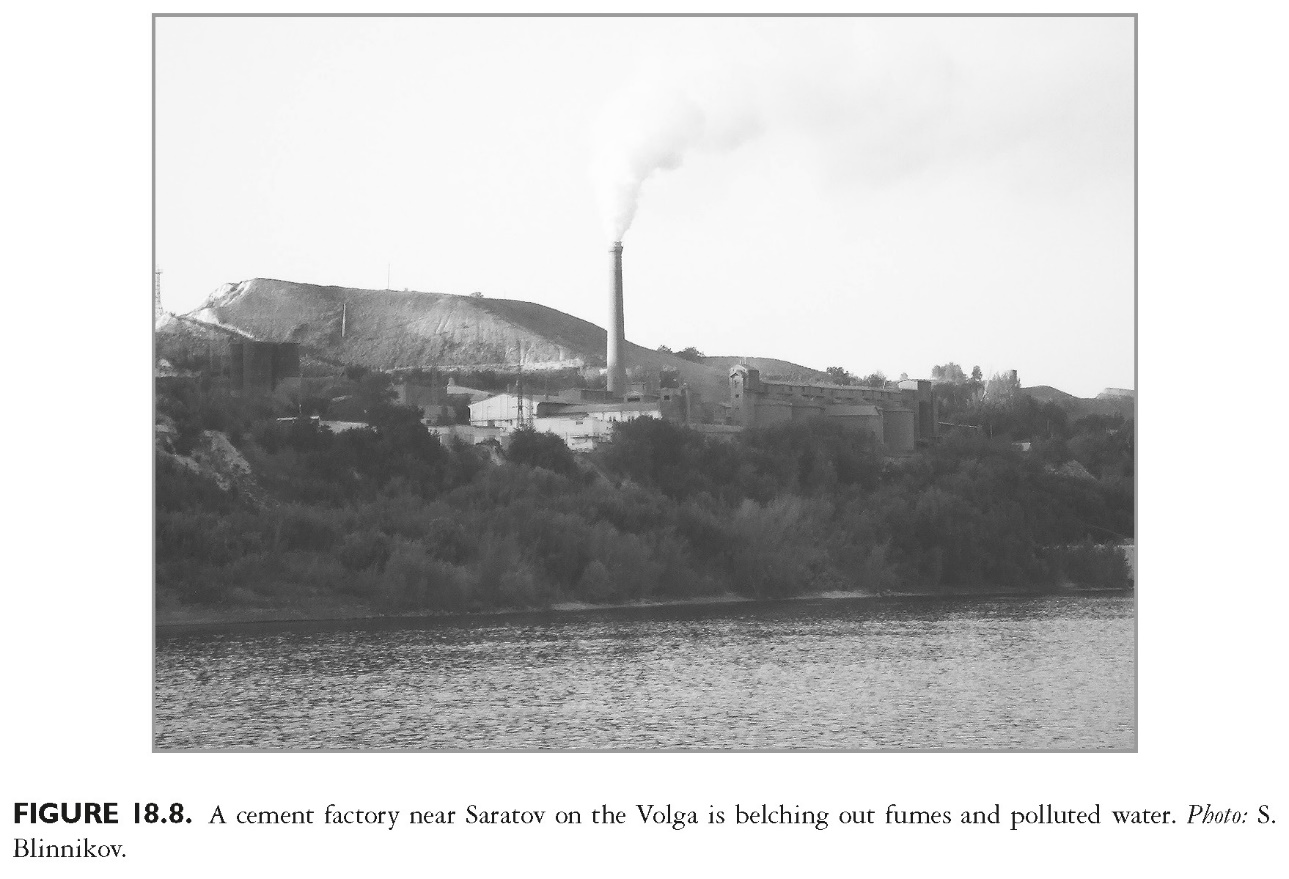 FIGURE 18.8. A cement factory near Saratov on the Volga is belching out fumes and polluted water. Photo: S.
Blinnikov.